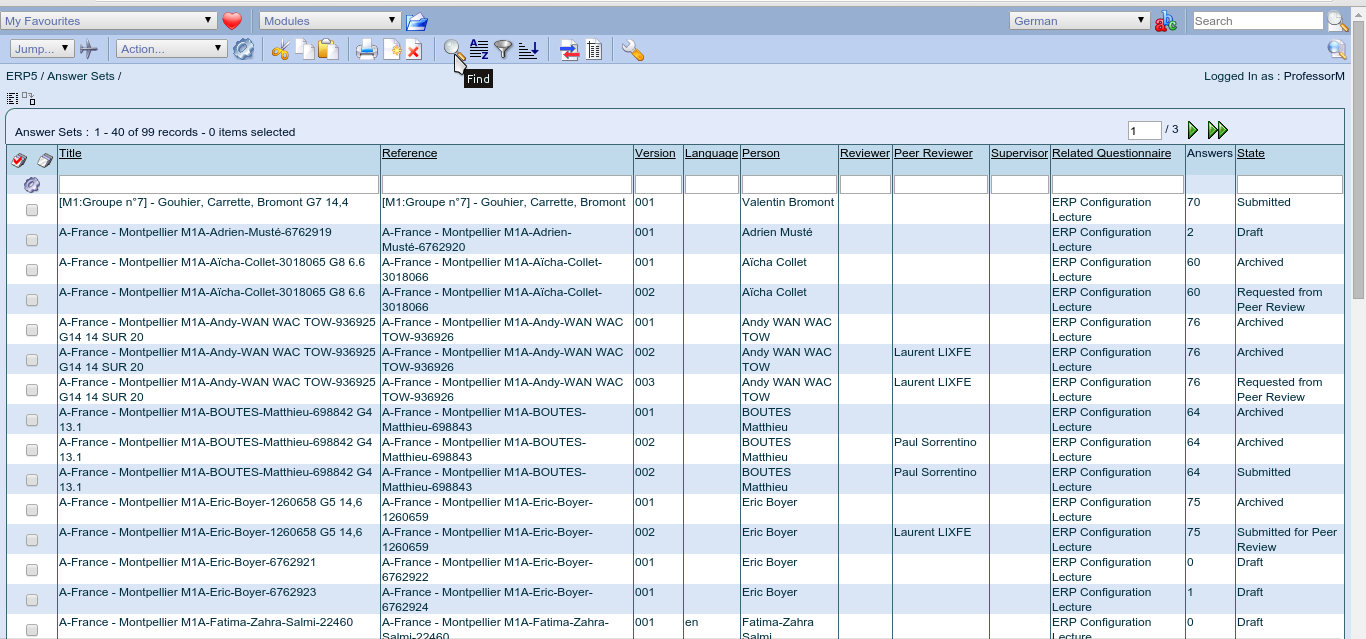 My Favourites Modules German Search
Jump... Action...
Find
ERP5 / Answer Sets / Logged In as : ProfessorM
Answer Sets : 1 - 40 of 99 records - 0 items selected 1 / 3
Title Reference Version Language Person Reviewer Peer Reviewer Supervisor Related Questionnaire Answers State
[M1:Groupe n°7] - Gouhier, Carrette, Bromont G7 14,4 [M1:Groupe n°7] - Gouhier, Carrette, Bromont 001 Valentin Bromont ERP Configuration 70 Submitted
Lecture
A-France - Montpellier M1A-Adrien-Musté-6762919 A-France - Montpellier M1A-Adrien- 001 Adrien Musté ERP Configuration 2 Draft
Musté-6762920 Lecture
A-France - Montpellier M1A-Aïcha-Collet-3018065 G8 6.6 A-France - Montpellier M1A-Aïcha-Collet- 001 Aïcha Collet ERP Configuration 60 Archived
3018066 Lecture
A-France - Montpellier M1A-Aïcha-Collet-3018065 G8 6.6 A-France - Montpellier M1A-Aïcha-Collet- 002 Aïcha Collet ERP Configuration 60 Requested from
3018066 Lecture Peer Review
A-France - Montpellier M1A-Andy-WAN WAC TOW-936925 A-France - Montpellier M1A-Andy-WAN WAC 001 Andy WAN WAC ERP Configuration 76 Archived
G14 14 SUR 20 TOW-936926 TOW Lecture
A-France - Montpellier M1A-Andy-WAN WAC TOW-936925 A-France - Montpellier M1A-Andy-WAN WAC 002 Andy WAN WAC Laurent LIXFE ERP Configuration 76 Archived
G14 14 SUR 20 TOW-936926 TOW Lecture
A-France - Montpellier M1A-Andy-WAN WAC TOW-936925 A-France - Montpellier M1A-Andy-WAN WAC 003 Andy WAN WAC Laurent LIXFE ERP Configuration 76 Requested from
G14 14 SUR 20 TOW-936926 TOW Lecture Peer Review
A-France - Montpellier M1A-BOUTES-Matthieu-698842 G4 A-France - Montpellier M1A-BOUTES- 001 BOUTES ERP Configuration 64 Archived
13.1 Matthieu-698843 Matthieu Lecture
A-France - Montpellier M1A-BOUTES-Matthieu-698842 G4 A-France - Montpellier M1A-BOUTES- 002 BOUTES Paul Sorrentino ERP Configuration 64 Archived
13.1 Matthieu-698843 Matthieu Lecture
A-France - Montpellier M1A-BOUTES-Matthieu-698842 G4 A-France - Montpellier M1A-BOUTES- 002 BOUTES Paul Sorrentino ERP Configuration 64 Submitted
13.1 Matthieu-698843 Matthieu Lecture
A-France - Montpellier M1A-Eric-Boyer-1260658 G5 14,6 A-France - Montpellier M1A-Eric-Boyer- 001 Eric Boyer ERP Configuration 75 Archived
1260659 Lecture
A-France - Montpellier M1A-Eric-Boyer-1260658 G5 14,6 A-France - Montpellier M1A-Eric-Boyer- 002 Eric Boyer Laurent LIXFE ERP Configuration 75 Submitted for Peer
1260659 Lecture Review
A-France - Montpellier M1A-Eric-Boyer-6762921 A-France - Montpellier M1A-Eric-Boyer- 001 Eric Boyer ERP Configuration 0 Draft
6762922 Lecture
A-France - Montpellier M1A-Eric-Boyer-6762923 A-France - Montpellier M1A-Eric-Boyer- 001 Eric Boyer ERP Configuration 1 Draft
6762924 Lecture
A-France - Montpellier M1A-Fatima-Zahra-Salmi-22460 A-France - Montpellier M1A-Fatima-Zahra- 001 en Fatima-Zahra ERP Configuration 0 Draft
Salmi-22460 Salmi Lecture